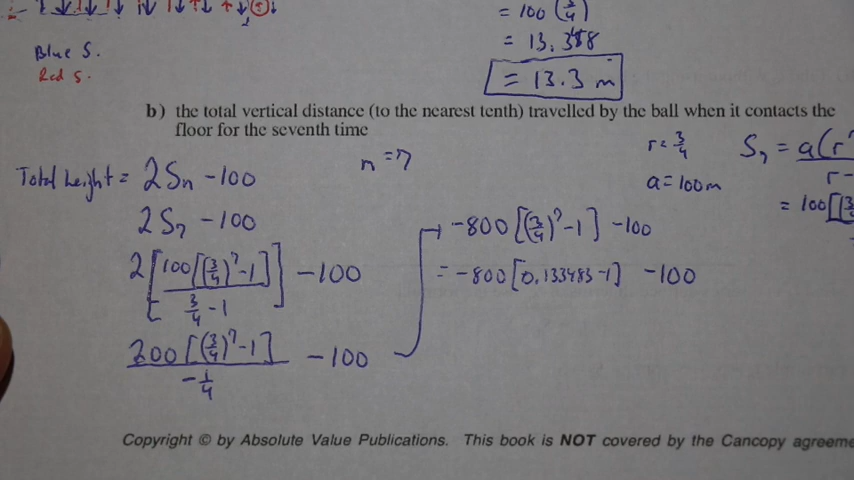 = 100 (3/4)
= 13.348
Blue S.
Red S.
= 13.3 m
b) the total vertical distance (to the nearest tenth) travelled by the ball when it contacts the
floor for the seventh time
n = 7
r = 3/4
S₇ = a(r⁷
r -
Total height = 2Sn - 100
a = 100m
= 100[(3/4
2S₇ - 100
-800 [(3/4)⁷ - 1] - 100
2 [100[(3/4)⁷ - 1] / 3/4 - 1] - 100
= -800 [0.133483 - 1] - 100
200 [(3/4)⁷ - 1] / -1/4 - 100
Copyright © by Absolute Value Publications. This book is NOT covered by the Cancopy agreeme